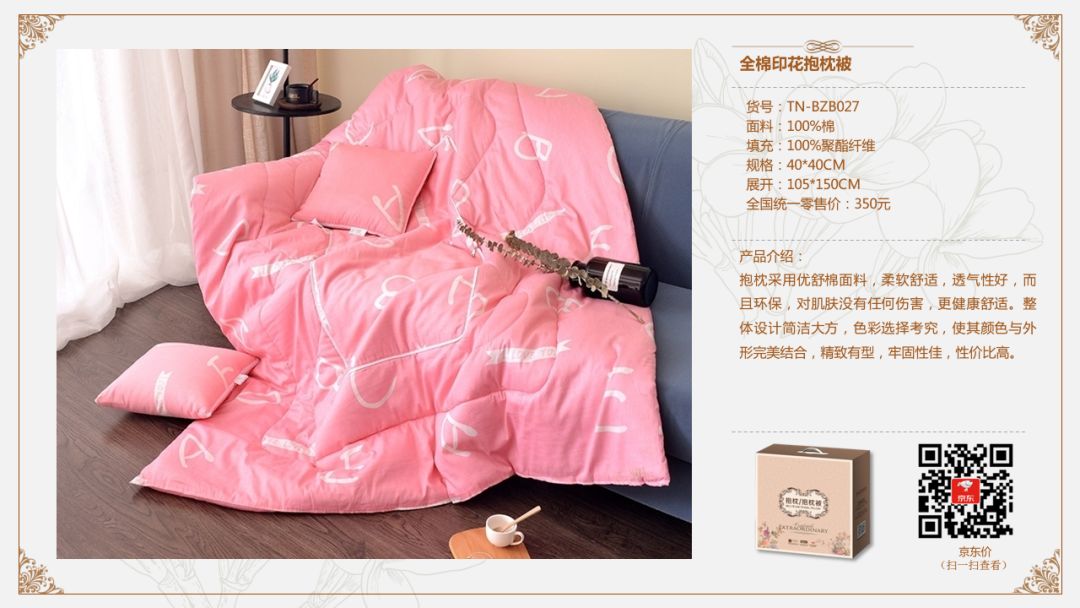 全棉印花抱枕被
货号：TN-BZB027
面料：100%棉
填充：100%聚酯纤维
规格：40*40CM
展开：105*150CM
全国统一零售价：350元
产品介绍：
抱枕采用优舒棉面料，柔软舒适，透气性好，而
且环保，对肌肤没有任何伤害，更健康舒适。整
体设计简洁大方，色彩选择考究，使其颜色与外
形完美结合，精致有型，牢固性佳，性价比高。
抱枕/抱枕被
EXTRAORDINARY
京东
京东价
（扫一扫查看）